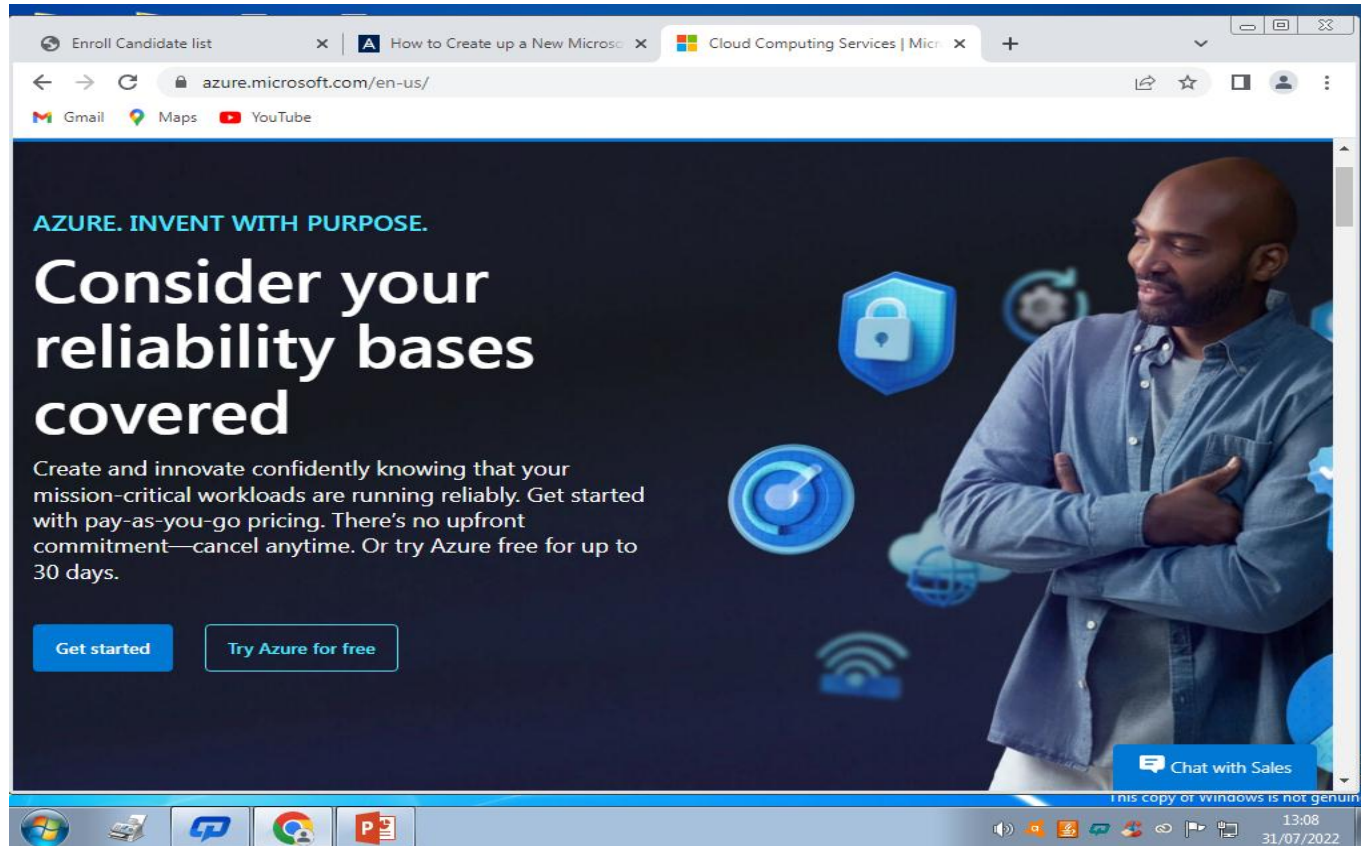 Enroll Candidate list
How to Create up a New Microso
Cloud Computing Services | Micr
azure.microsoft.com/en-us/
Gmail
Maps
YouTube
AZURE. INVENT WITH PURPOSE.
Consider your
reliability bases
covered
Create and innovate confidently knowing that your
mission-critical workloads are running reliably. Get started
with pay-as-you-go pricing. There’s no upfront
commitment—cancel anytime. Or try Azure free for up to
30 days.
Get started
Try Azure for free
Chat with Sales
This copy of Windows is not genuin
13:08
31/07/2022